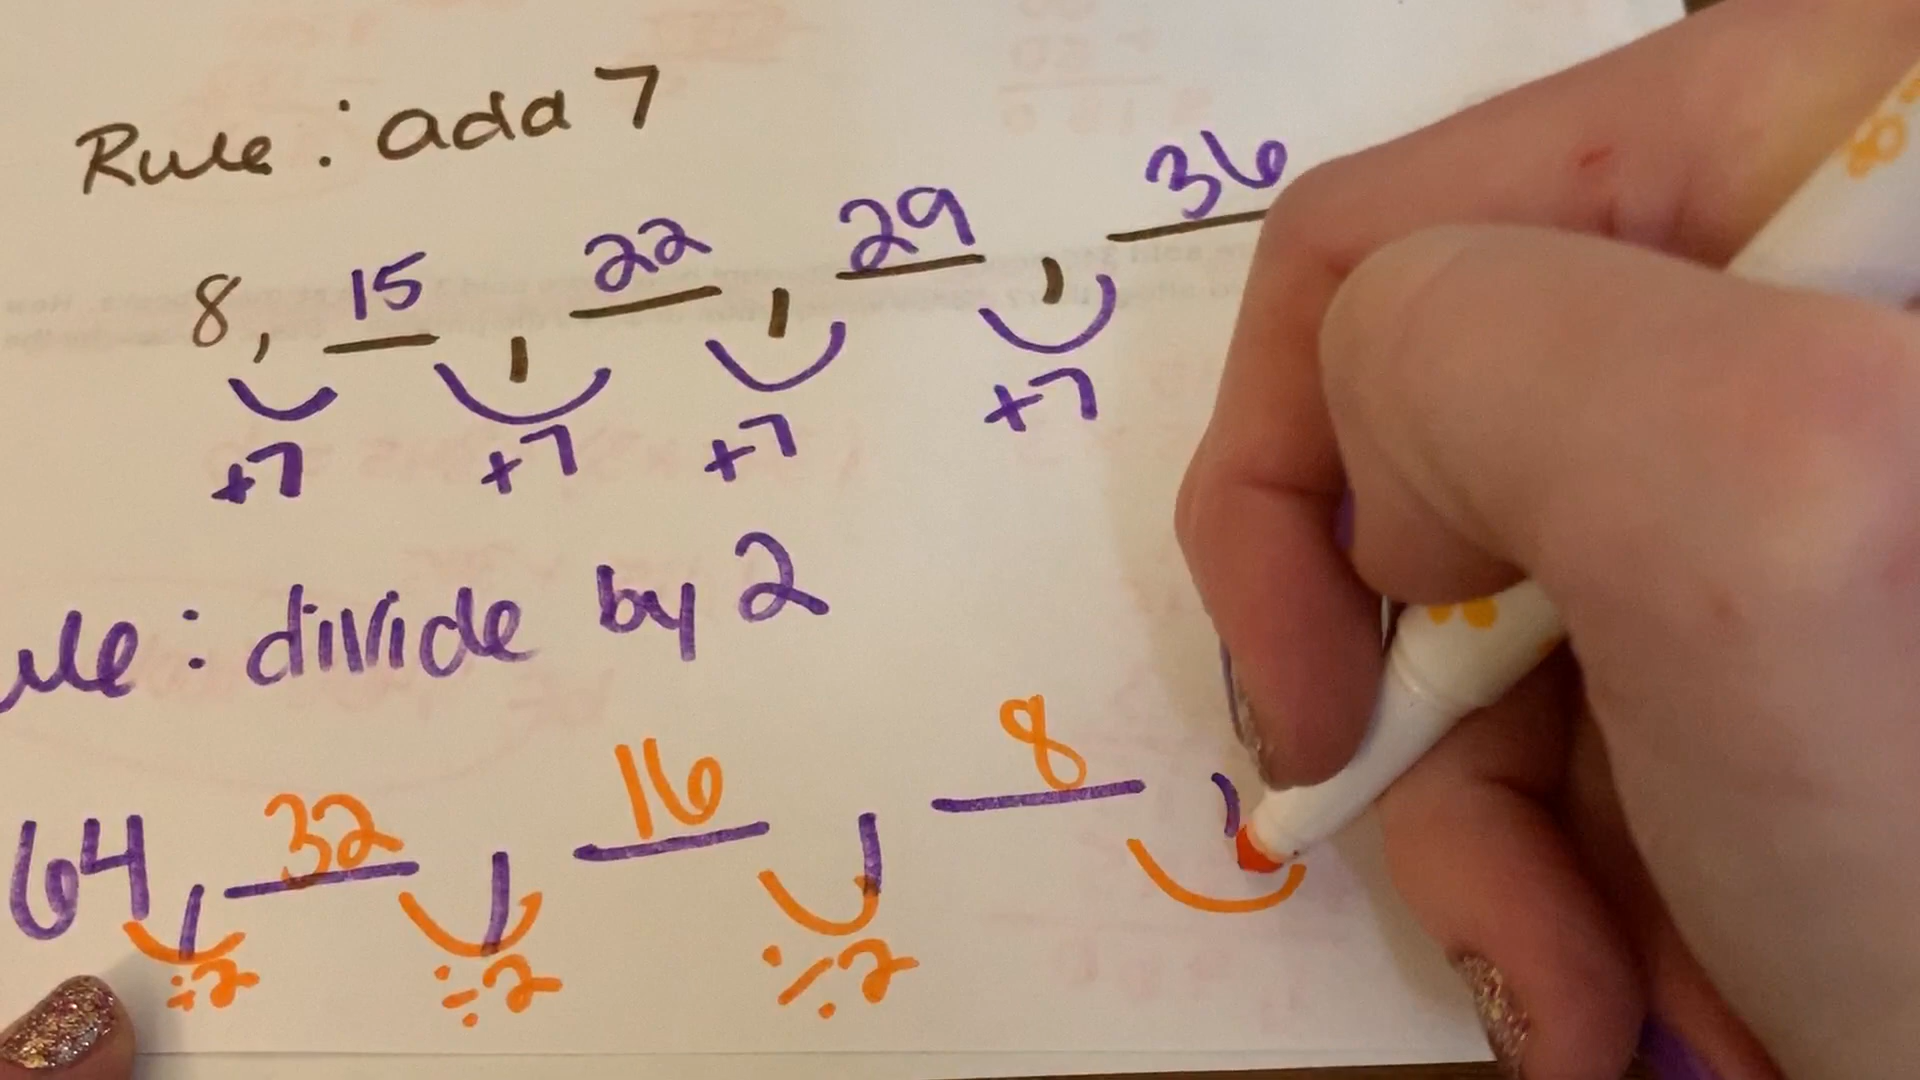 Rule: add 7
8, 15, 22, 29, 36
+7 +7 +7 +7
ule: divide by 2
64, 32, 16, 8,
÷2 ÷2 ÷2